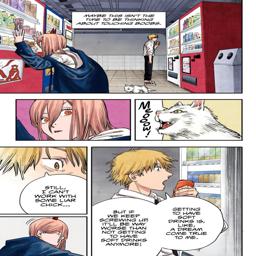 MAYBE THIS ISN'T THE
TIME TO BE THINKING
ABOUT TOUCHING BOOBS.
MEOOOW!
STILL,
I CAN'T
WORK WITH
SOME LIAR
CHICK...
GETTING
TO HAVE
SOFT
DRINKS
IS LIKE,
A DREAM
COME TRUE
TO ME.
BUT IF
WE KEEP
SCREWING UP,
IT'LL BE WAY
WORSE THAN
NOT GETTING
TO HAVE
SOFT DRINKS
ANYMORE!